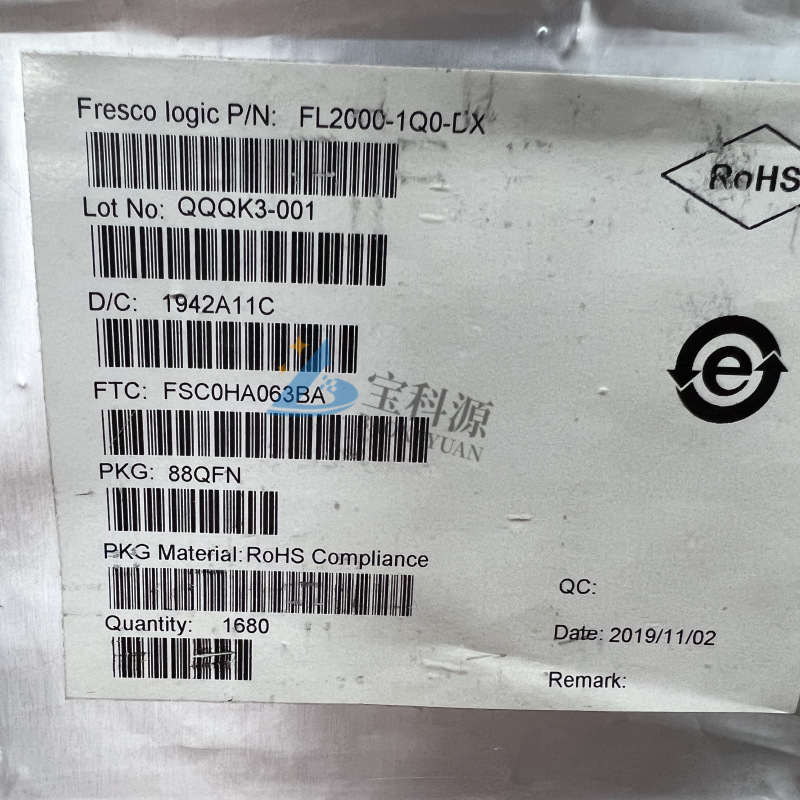 Fresco logic P/N: FL2000-1Q0-DX
RoHS
Lot No: QQQK3-001
D/C: 1942A11C
e
FTC: FSC0HA063BA
宝科源
PKG: 88QFN
PKG Material: RoHS Compliance
QC:
Quantity: 1680
Date: 2019/11/02
Remark: